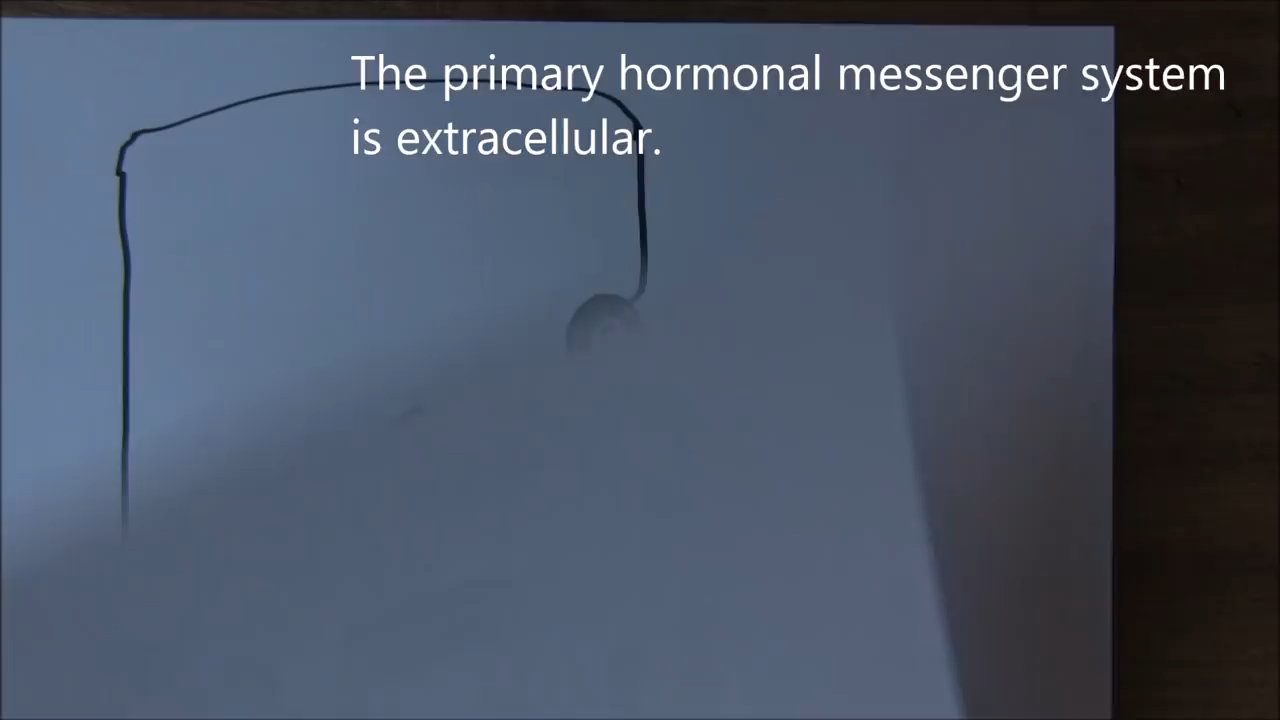 The primary hormonal messenger system
is extracellular.